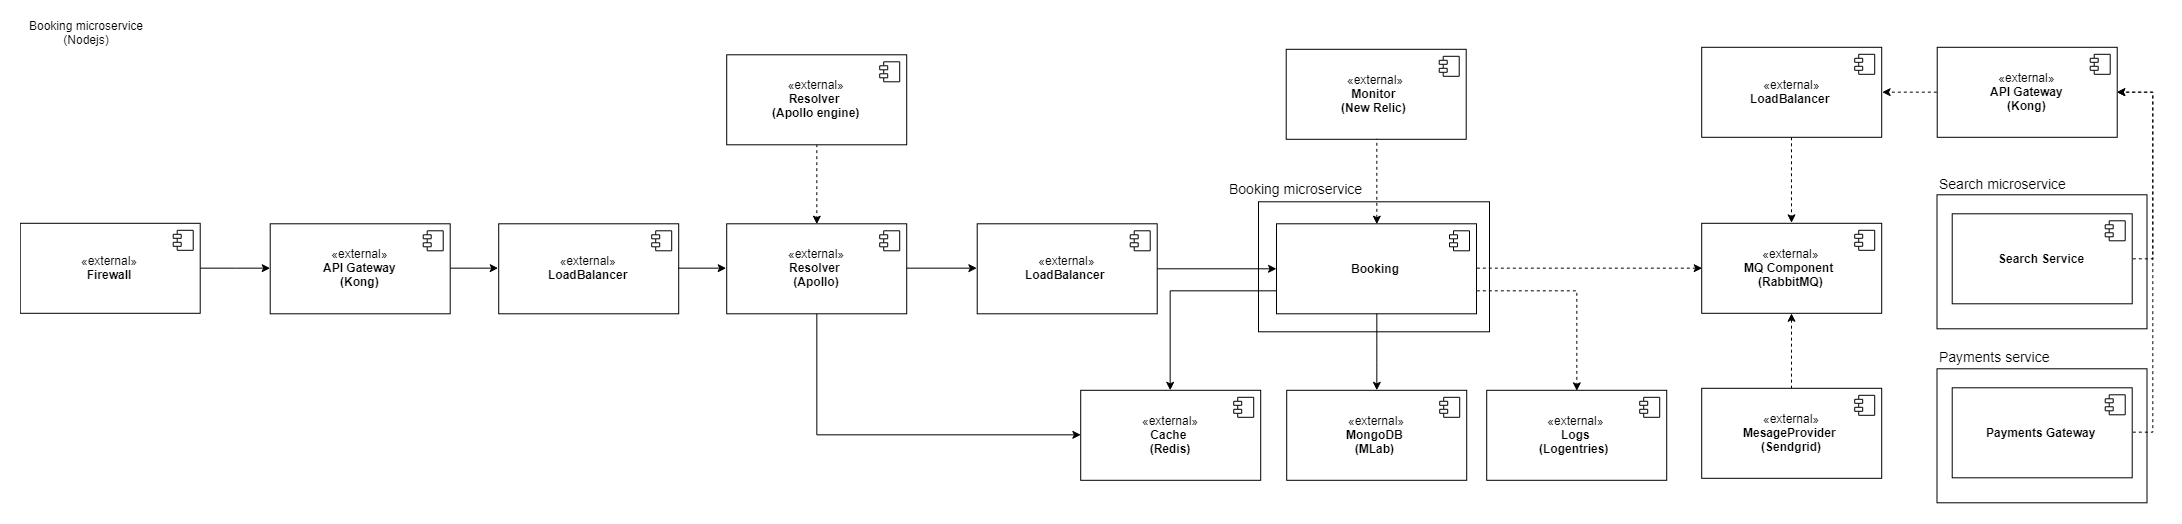 Booking microservice
(Nodejs)
«external»
Resolver
(Apollo engine)
«external»
Monitor
(New Relic)
«external»
LoadBalancer
«external»
API Gateway
(Kong)
Booking microservice
Search microservice
«external»
Firewall
«external»
API Gateway
(Kong)
«external»
LoadBalancer
«external»
Resolver
(Apollo)
«external»
LoadBalancer
Booking
«external»
MQ Component
(RabbitMQ)
Search Service
Payments service
«external»
Cache
(Redis)
«external»
MongoDB
(MLab)
«external»
Logs
(Logentries)
«external»
MesageProvider
(Sendgrid)
Payments Gateway